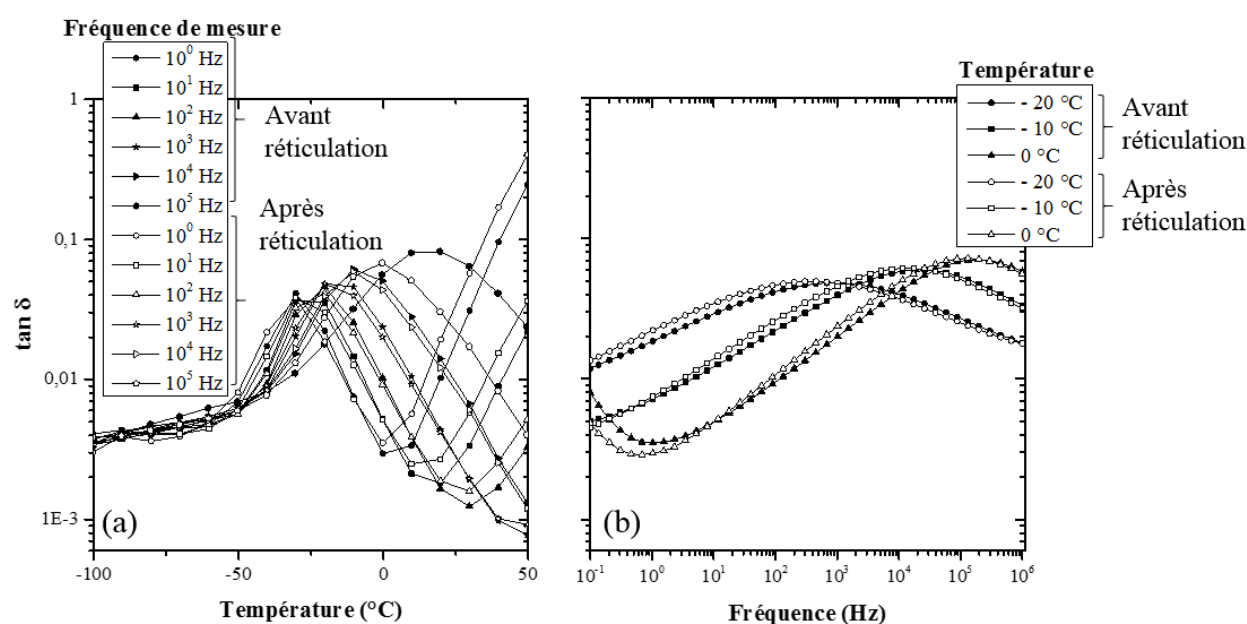 Fréquence de mesure
10⁰ Hz
10¹ Hz
10² Hz
10³ Hz
10⁴ Hz
10⁵ Hz
10⁰ Hz
10¹ Hz
10² Hz
10³ Hz
10⁴ Hz
10⁵ Hz
Avant
réticulation
Après
réticulation
tan δ
1
0,1
0,01
1E-3
(a)
-100
-50
0
50
Température (°C)
Température
- 20 °C
- 10 °C
0 °C
- 20 °C
- 10 °C
0 °C
Avant
réticulation
Après
réticulation
(b)
10⁻¹
10⁰
10¹
10²
10³
10⁴
10⁵
10⁶
Fréquence (Hz)